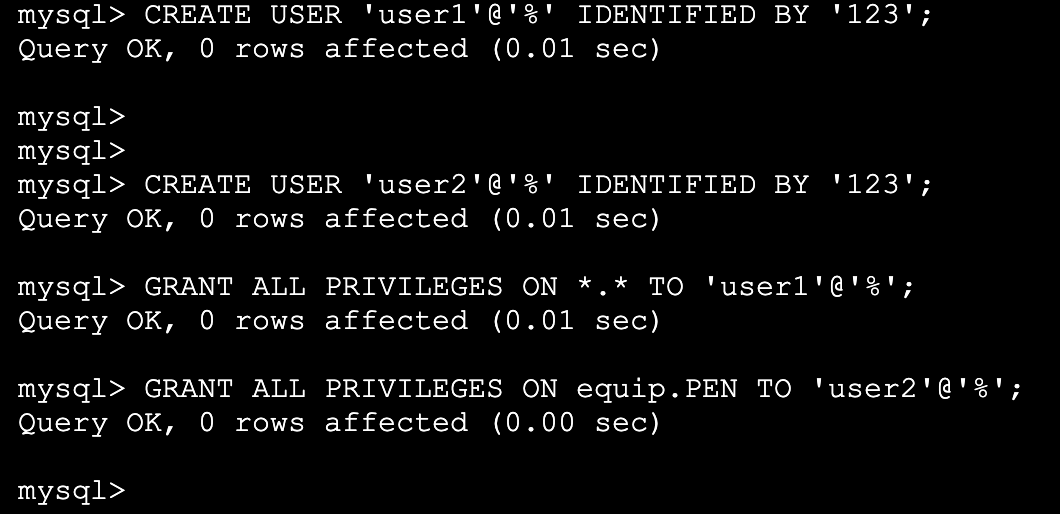 mysql> CREATE USER 'user1'@'%' IDENTIFIED BY '123';
Query OK, 0 rows affected (0.01 sec)
mysql>
mysql>
mysql> CREATE USER 'user2'@'%' IDENTIFIED BY '123';
Query OK, 0 rows affected (0.01 sec)
mysql> GRANT ALL PRIVILEGES ON *.* TO 'user1'@'%';
Query OK, 0 rows affected (0.01 sec)
mysql> GRANT ALL PRIVILEGES ON equip.PEN TO 'user2'@'%';
Query OK, 0 rows affected (0.00 sec)
mysql>